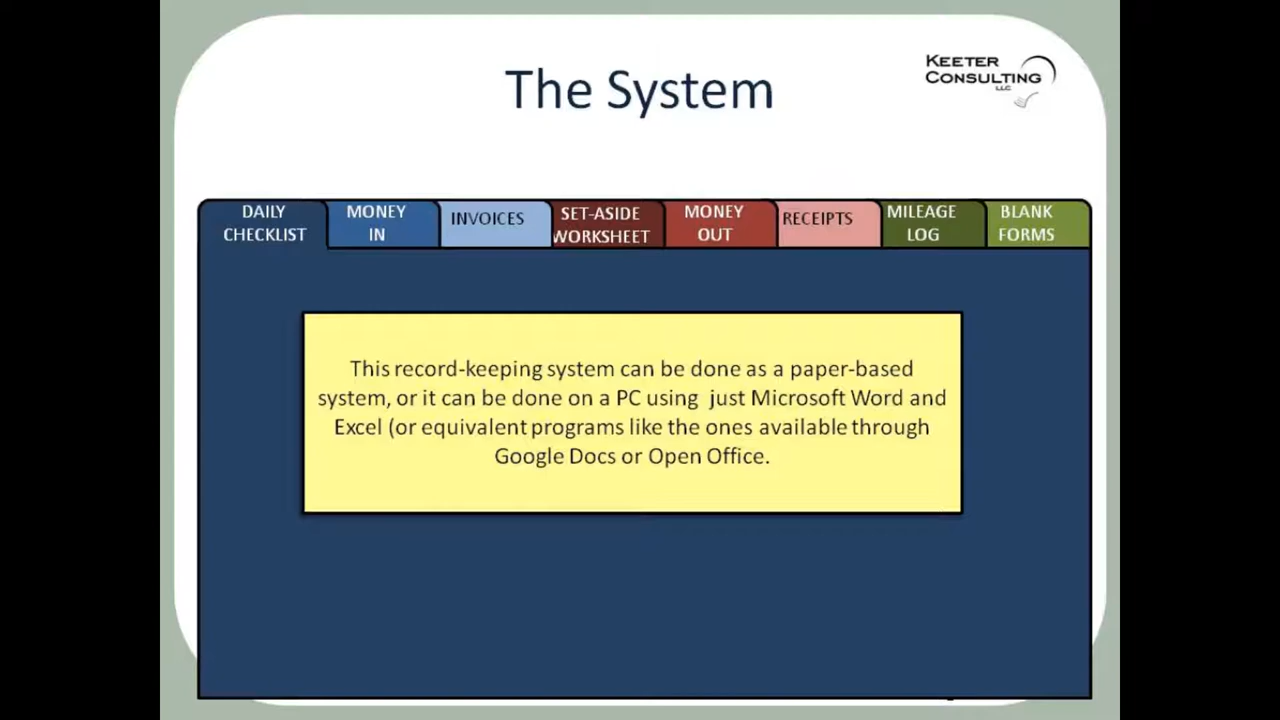 The System
KEETER
CONSULTING
LLC
DAILY
CHECKLIST
MONEY
IN
INVOICES
SET-ASIDE
WORKSHEET
MONEY
OUT
RECEIPTS
MILEAGE
LOG
BLANK
FORMS
This record-keeping system can be done as a paper-based
system, or it can be done on a PC using just Microsoft Word and
Excel (or equivalent programs like the ones available through
Google Docs or Open Office.